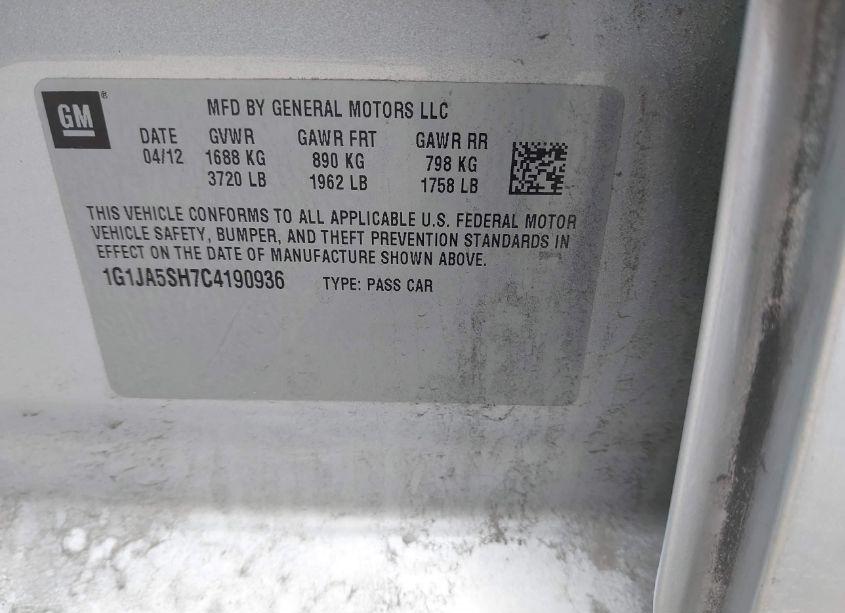 GM ®
MFD BY GENERAL MOTORS LLC
DATE GVWR GAWR FRT GAWR RR
04/12 1688 KG 890 KG 798 KG
3720 LB 1962 LB 1758 LB
THIS VEHICLE CONFORMS TO ALL APPLICABLE U.S. FEDERAL MOTOR
VEHICLE SAFETY, BUMPER, AND THEFT PREVENTION STANDARDS IN
EFFECT ON THE DATE OF MANUFACTURE SHOWN ABOVE.
1G1JA5SH7C4190936 TYPE: PASS CAR